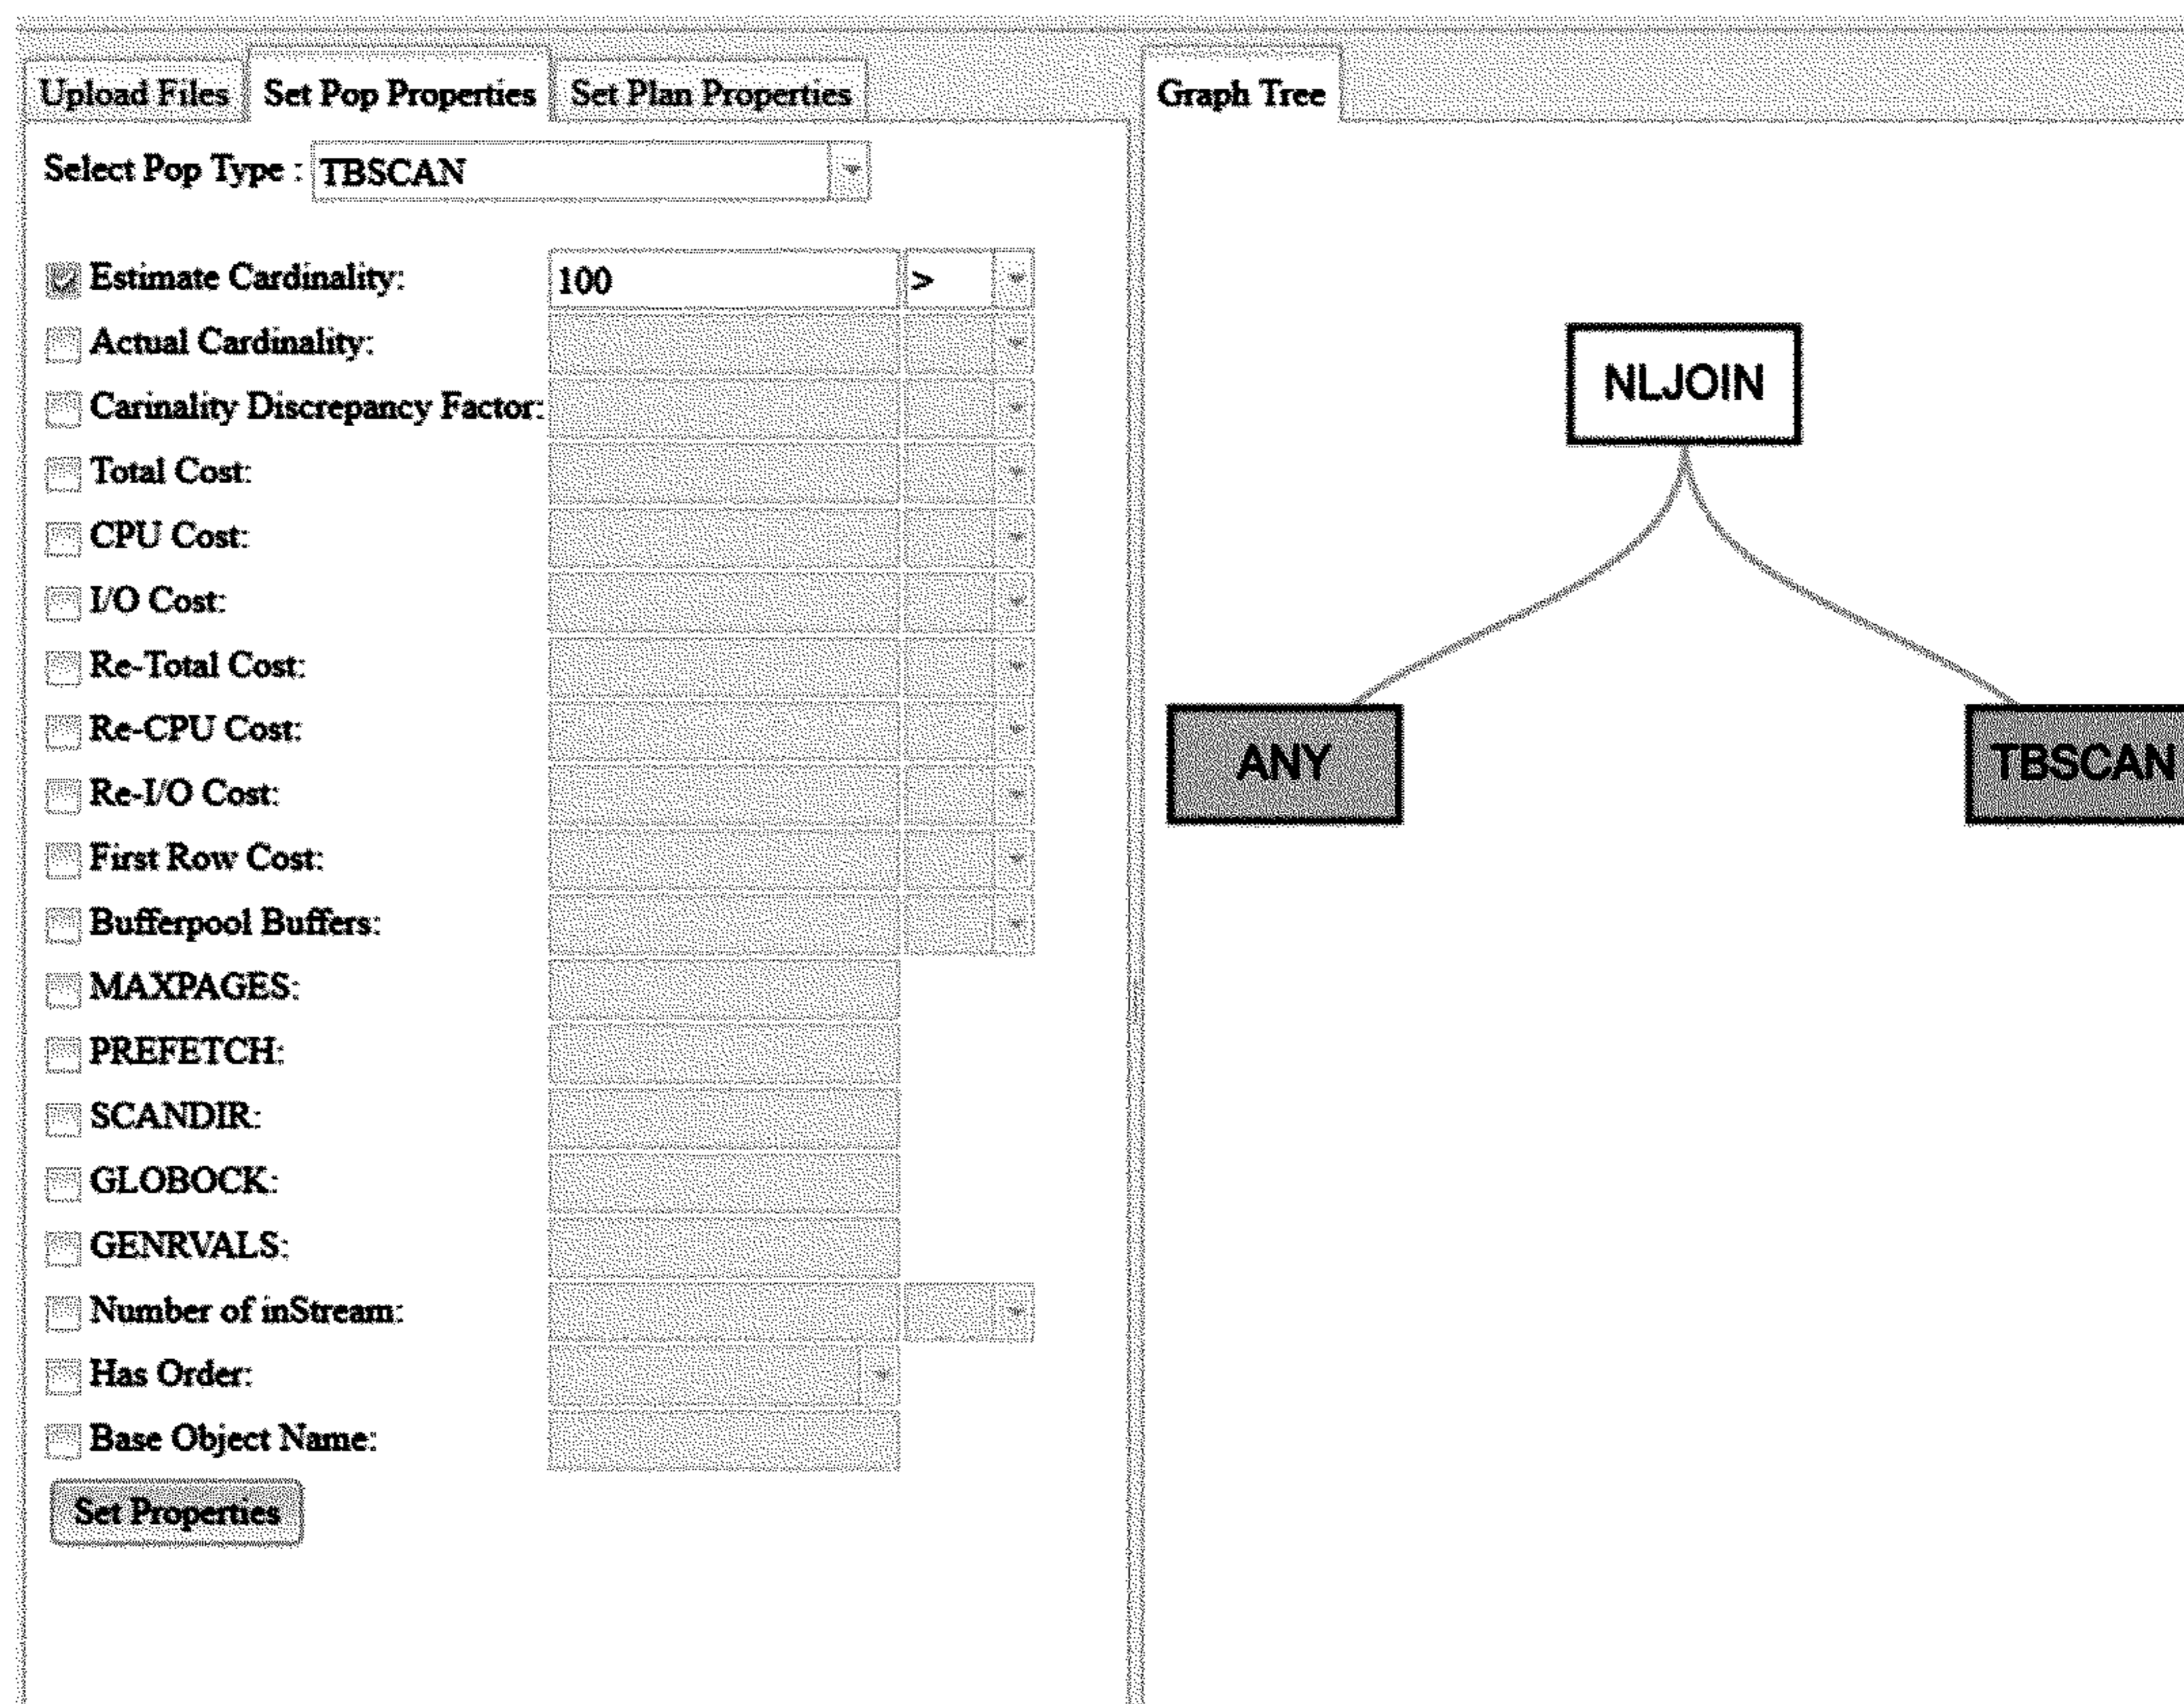 Upload Files Set Pop Properties Set Plan Properties
Select Pop Type : TBSCAN
Estimate Cardinality: 100 >
Actual Cardinality:
Carinality Discrepancy Factor:
Total Cost:
CPU Cost:
I/O Cost:
Re-Total Cost:
Re-CPU Cost:
Re-I/O Cost:
First Row Cost:
Bufferpool Buffers:
MAXPAGES:
PREFETCH:
SCANDIR:
GLOBOCK:
GENRVALS:
Number of inStream:
Has Order:
Base Object Name:
Set Properties
Graph Tree
NLJOIN
ANY TBSCAN